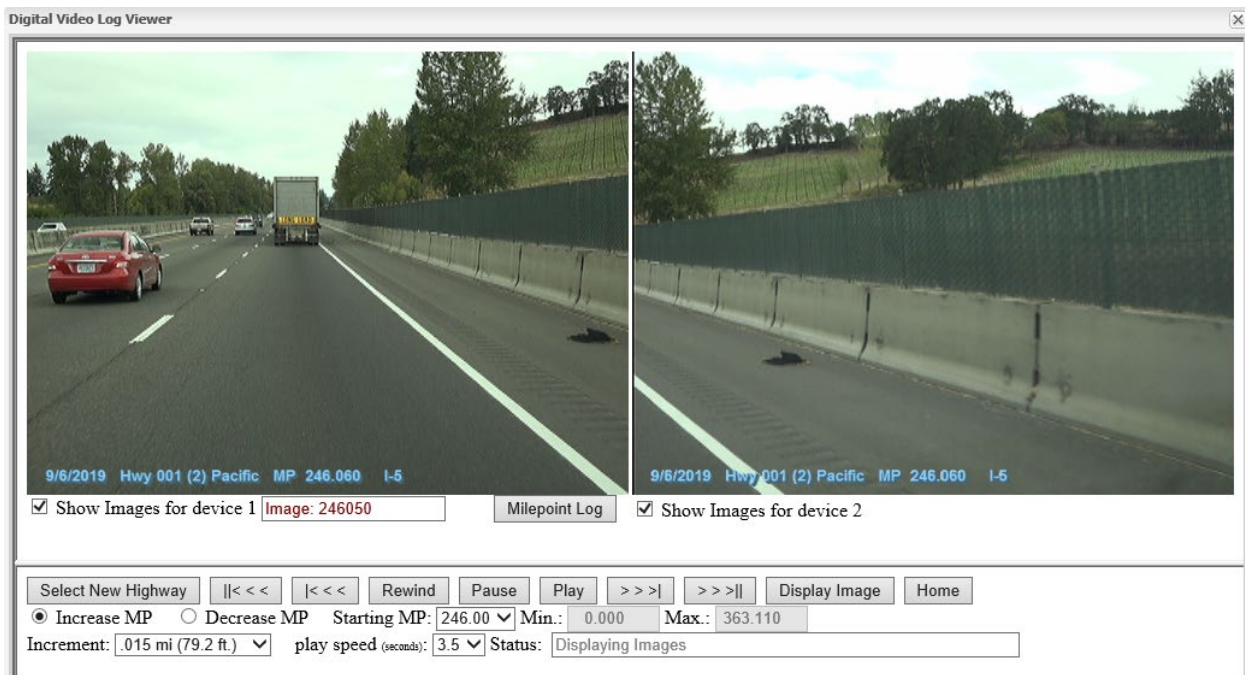 Digital Video Log Viewer
LONG LOAD
9/6/2019 Hwy 001 (2) Pacific MP 246.060 I-5
9/6/2019 Hwy 001 (2) Pacific MP 246.060 I-5
Show Images for device 1 Image: 246050 Milepoint Log Show Images for device 2
Select New Highway ||< < < |< < < Rewind Pause Play > > >| > > >|| Display Image Home
Increase MP Decrease MP Starting MP: 246.00 Min.: 0.000 Max.: 363.110
Increment: .015 mi (79.2 ft.) play speed (seconds): 3.5 Status: Displaying Images